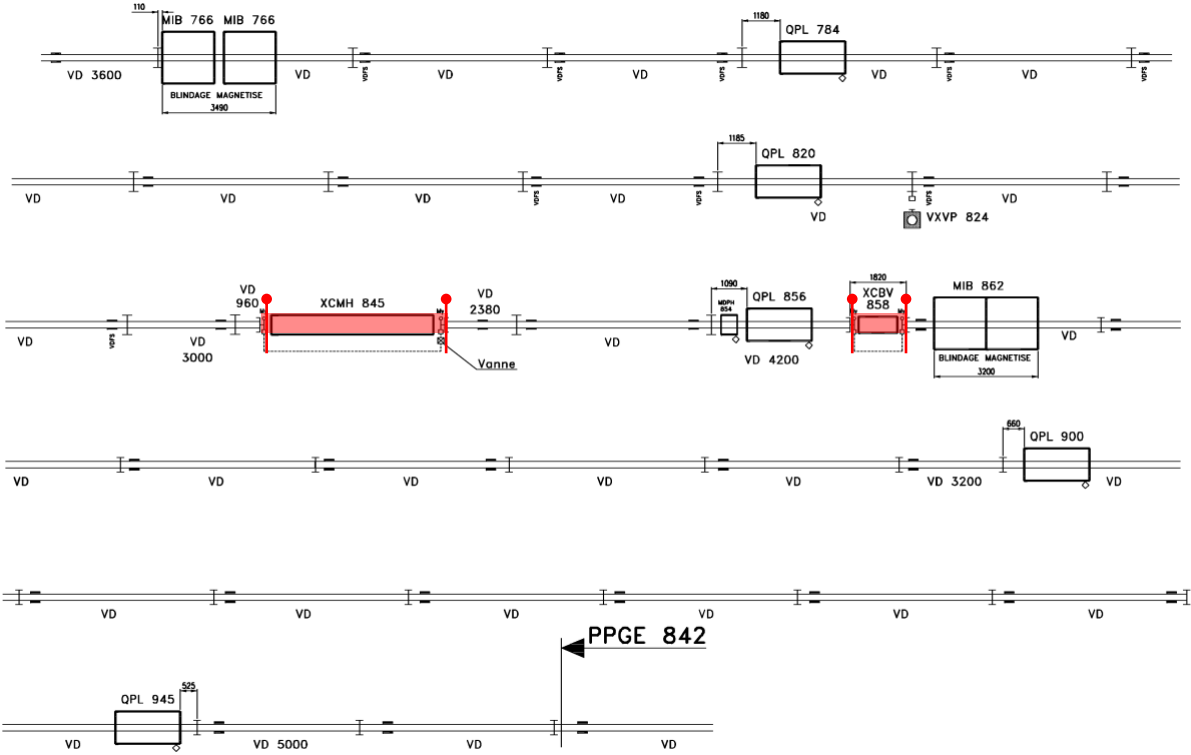 110 MIB 766 MIB 766 1180 QPL 784
VD 3600 VD VDFS VD VDFS VD VDFS VD VDFS VD VDFS
BLINDAGE MAGNETISE
3490
1185 QPL 820
VD VD VD VDFS VD VDFS VD VDFS VD
VXVP 824
VD 960 XCMH 845 VD 2380 1090 QPL 856 1820 XCBV 858 MIB 862
MDPH 854
VD VDFS VD 3000 Vanne VD VD 4200 VD
BLINDAGE MAGNETISE
3200
660 QPL 900
VD VD VD VD VD VD 3200 VD
VD VD VD VD VD VD
PPGE 842
QPL 945 525
VD VD 5000 VD VD